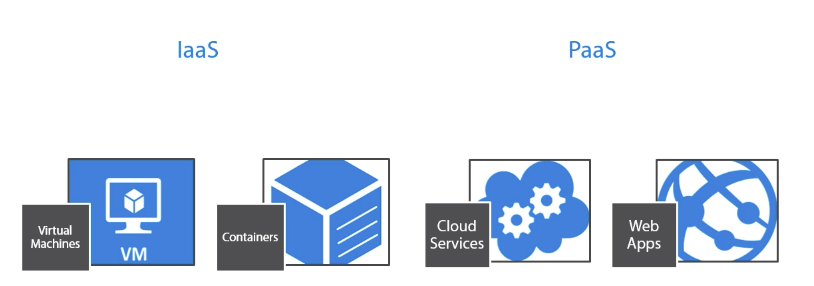 IaaS
PaaS
Virtual
Machines
VM
Containers
Cloud
Services
Web
Apps